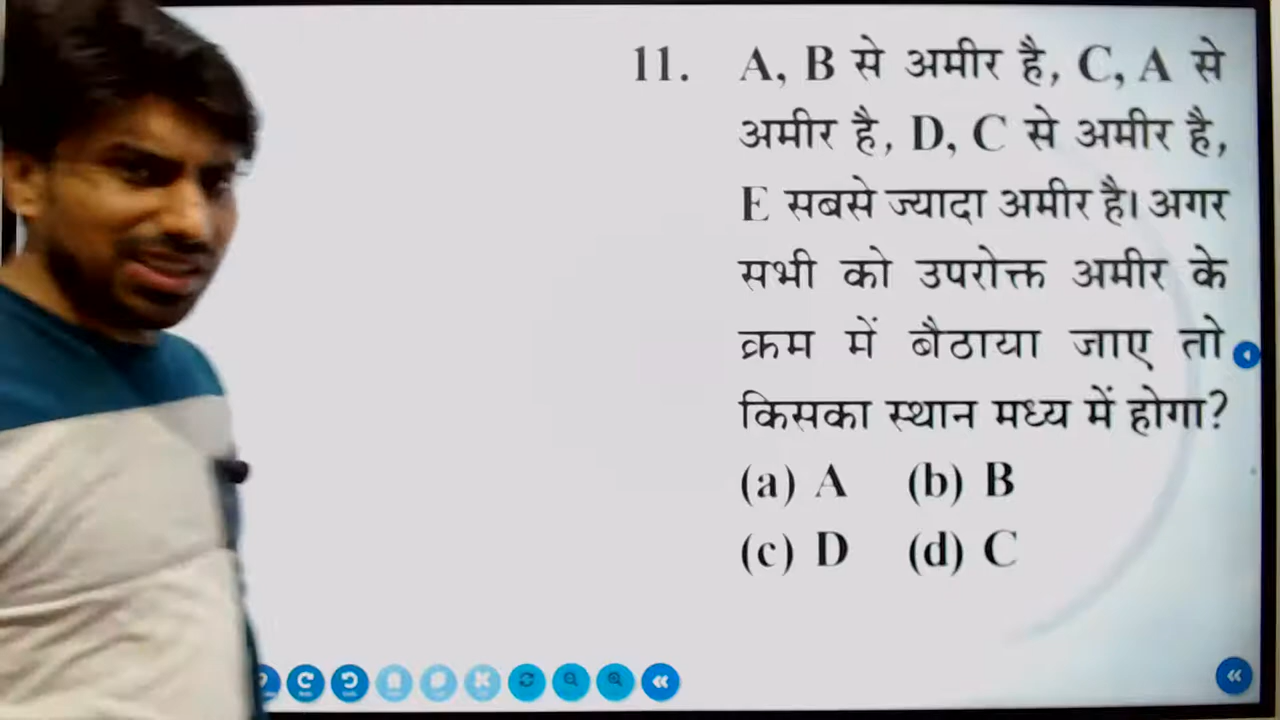 11. A, B से अमीर है, C, A से
अमीर है, D, C से अमीर है,
E सबसे ज्यादा अमीर है। अगर
सभी को उपरोक्त अमीर के
क्रम में बैठाया जाए तो
किसका स्थान मध्य में होगा?
(a) A (b) B
(c) D (d) C